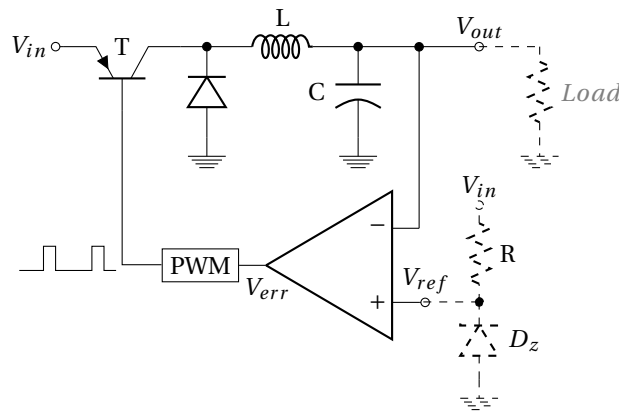 V_in T L V_out
C Load
V_in
− R
PWM V_err V_ref
+ D_z